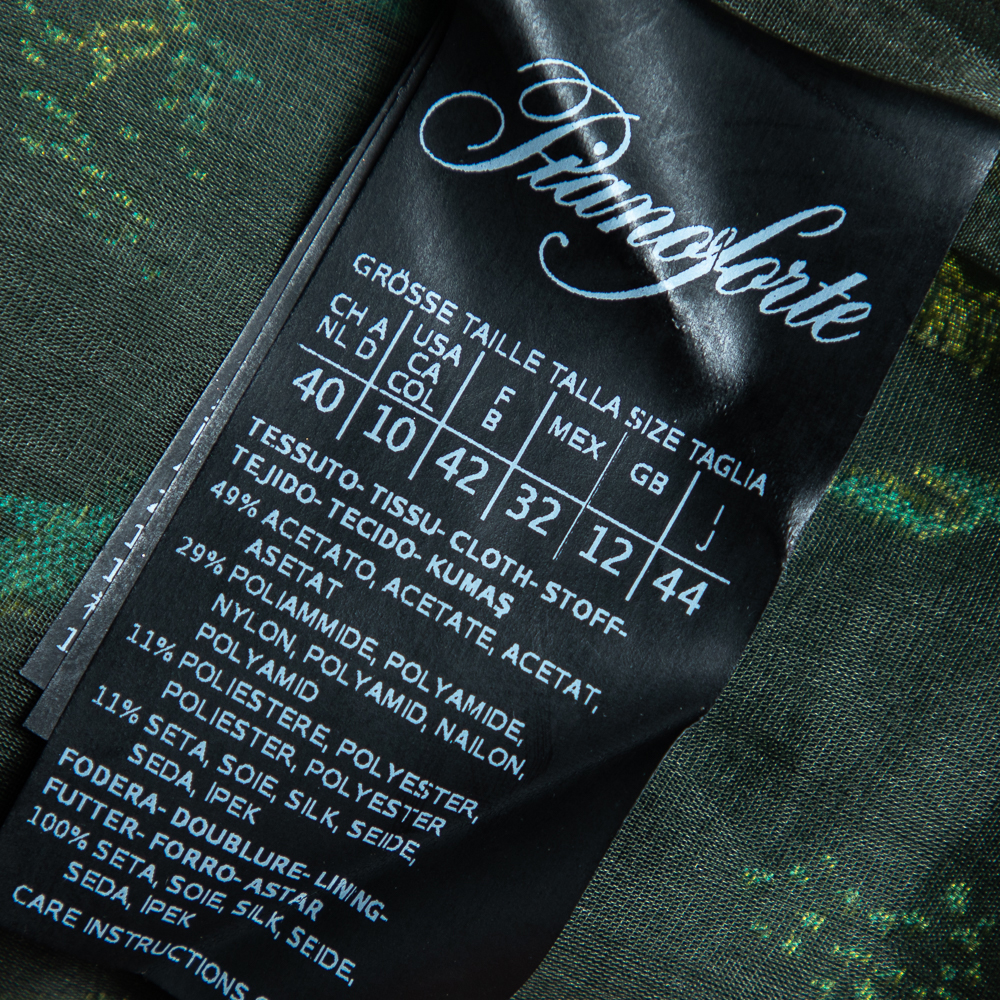 Pianoforte
GRÖSSE TAILLE TALLA SIZE TAGLIA
CH A
NL D
USA
CA
COL
F
B
MEX
GB
I
J
40 10 42 32 12 44
TESSUTO- TISSU- CLOTH- STOFF-
TEJIDO- TECIDO- KUMAŞ
49% ACETATO, ACETATE, ACETAT,
ASETAT
29% POLIAMMIDE, POLYAMIDE,
NYLON, POLYAMID, NAILON,
POLYAMID
11% POLIESTERE, POLYESTER,
POLIESTER, POLYESTER
11% SETA, SOIE, SILK, SEIDE,
SEDA, IPEK
FODERA- DOUBLURE- LINING-
FUTTER- FORRO- ASTAR
100% SETA, SOIE, SILK, SEIDE,
SEDA, IPEK
CARE INSTRUCTIONS